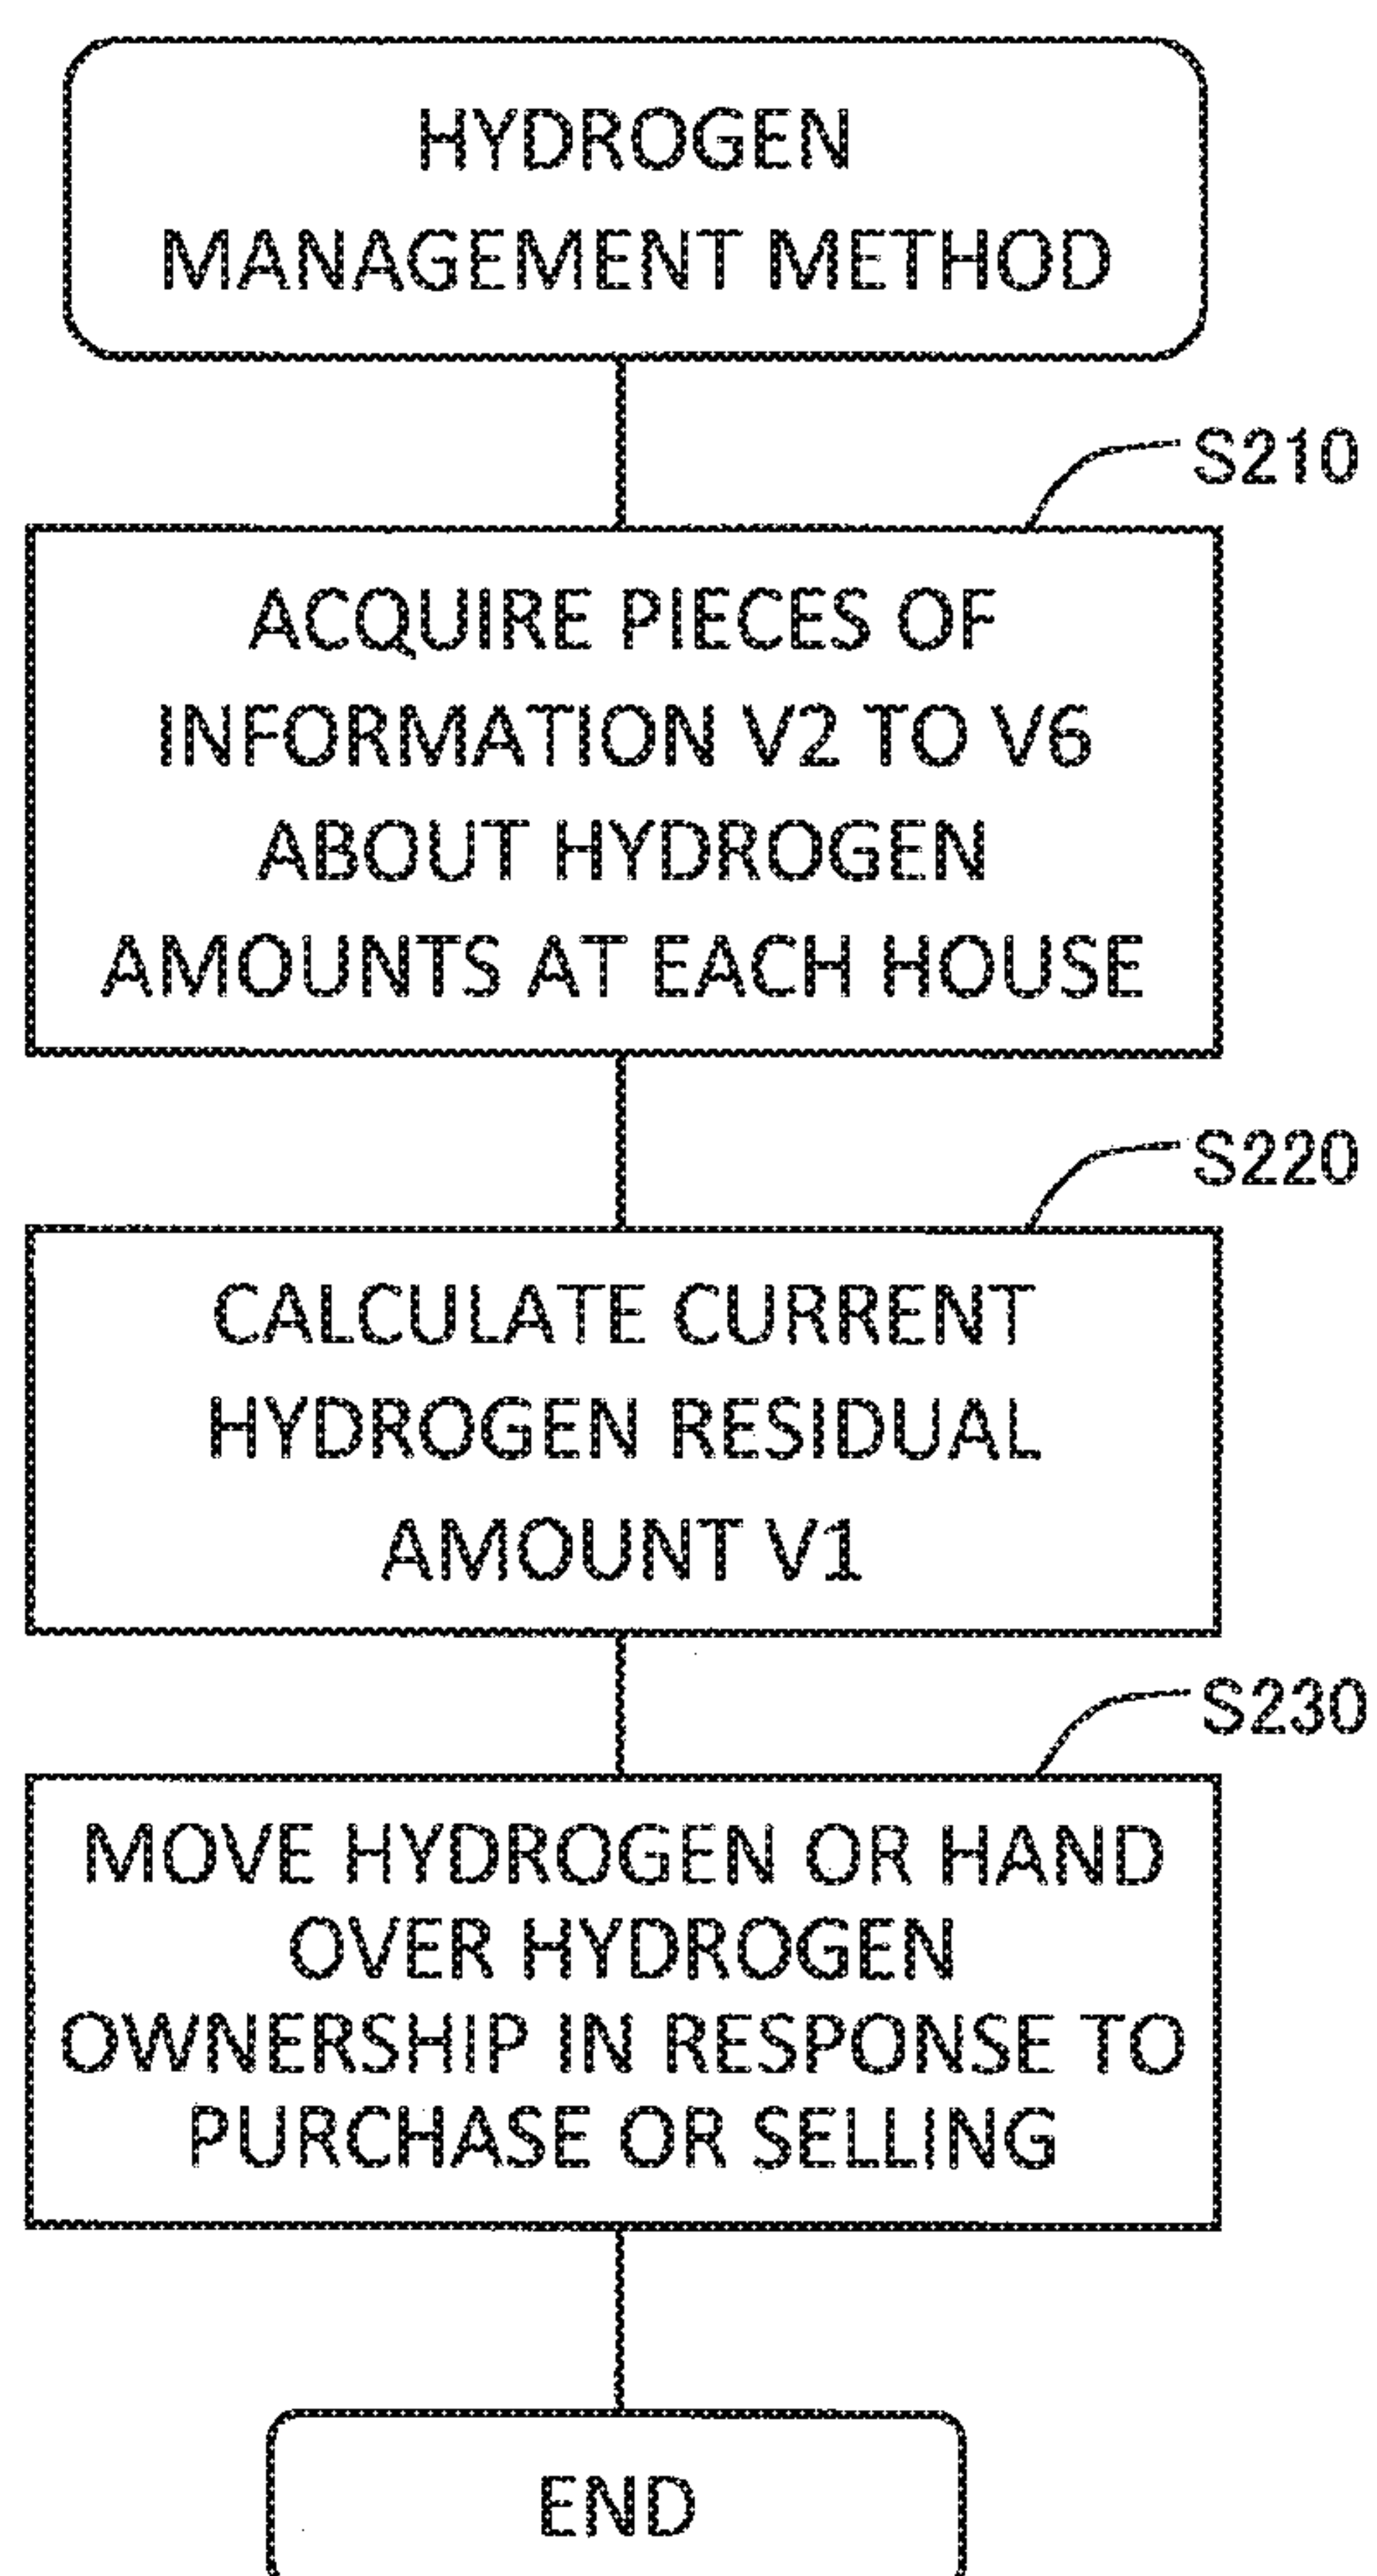 HYDROGEN
MANAGEMENT METHOD
S210
ACQUIRE PIECES OF
INFORMATION V2 TO V6
ABOUT HYDROGEN
AMOUNTS AT EACH HOUSE
S220
CALCULATE CURRENT
HYDROGEN RESIDUAL
AMOUNT V1
S230
MOVE HYDROGEN OR HAND
OVER HYDROGEN
OWNERSHIP IN RESPONSE TO
PURCHASE OR SELLING
END